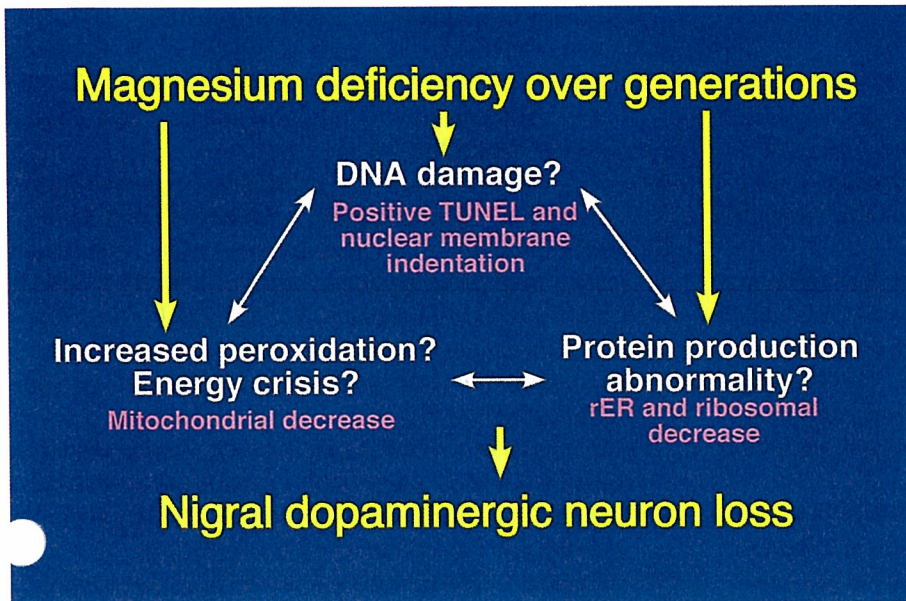 Magnesium deficiency over generations
DNA damage?
Positive TUNEL and
nuclear membrane
indentation
Increased peroxidation?
Energy crisis?
Mitochondrial decrease
Protein production
abnormality?
rER and ribosomal
decrease
Nigral dopaminergic neuron loss